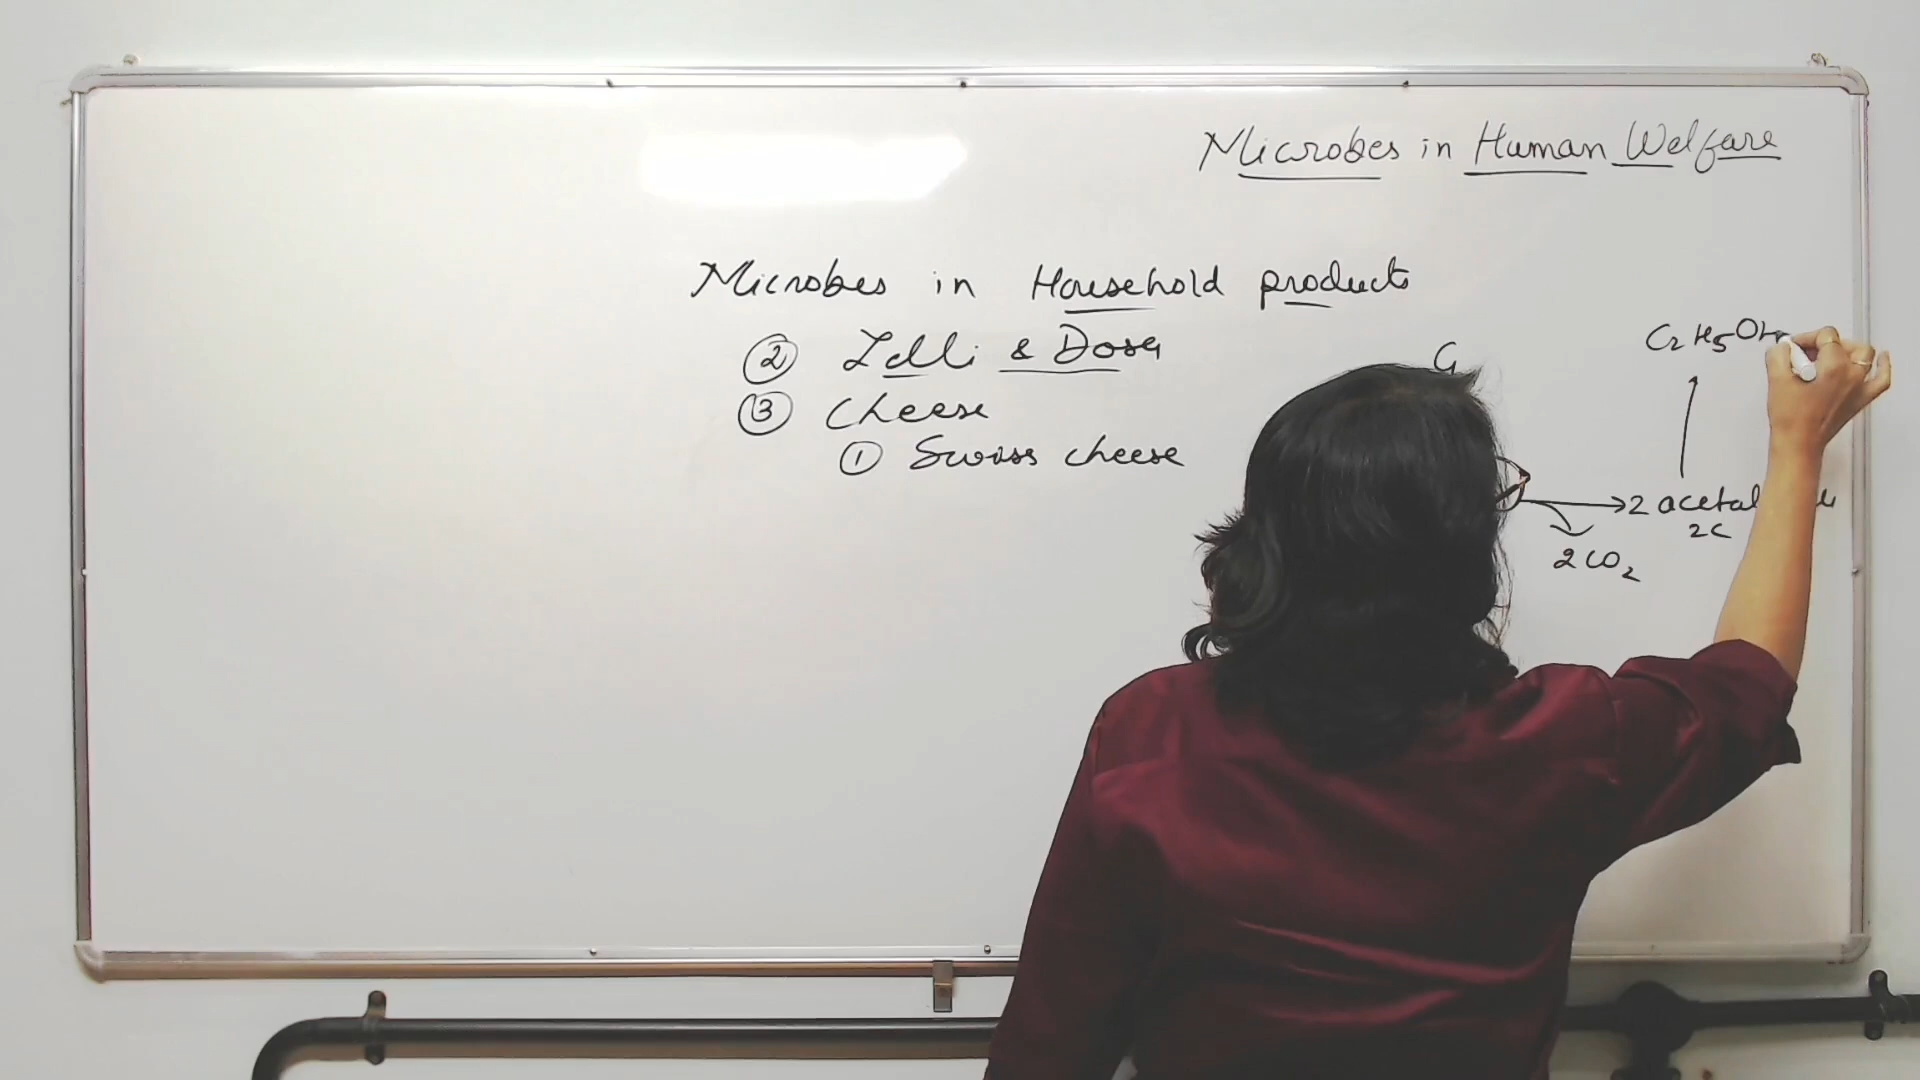 Microbes in Human Welfare
Microbes in Household products
② Idli & Dosa
③ Cheese
① Swiss cheese
C₂H₅OH
2
2C
2CO₂